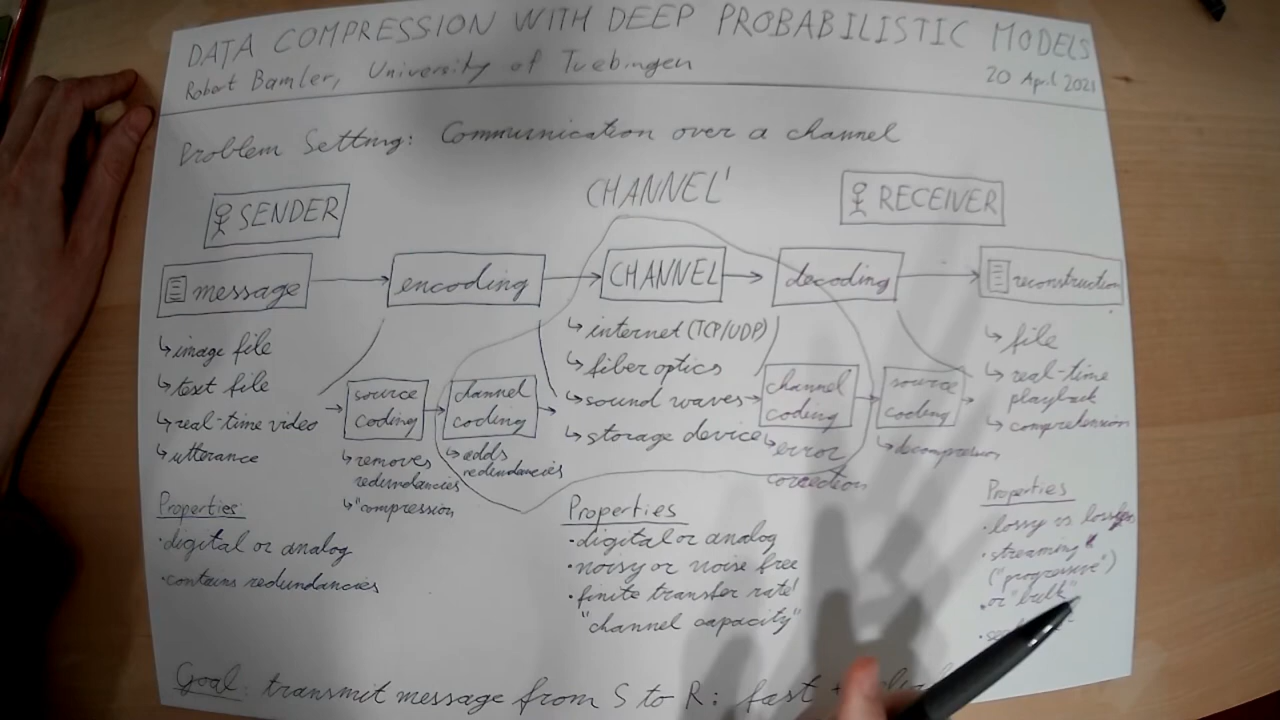 DATA COMPRESSION WITH DEEP PROBABILISTIC MODELS
Robert Bamler, University of Tuebingen
20 April 2021
Problem Setting: Communication over a channel
SENDER
CHANNEL'
RECEIVER
message
encoding
CHANNEL
decoding
reconstruction
↳ image file
↳ text file
↳ real-time video
↳ utterance
source
coding
↳ removes
redundancies
↳ "compression
channel
coding
↳ adds
redundancies
↳ internet (TCP/UDP)
↳ fiber optics
↳ sound waves
↳ storage device
channel
coding
↳ error
correction
source
coding
↳ decompression
↳ file
↳ real-time
playback
↳ comprehension
Properties:
· digital or analog
· contains redundancies
Properties
· digital or analog
· noisy or noise free
· finite transfer rate'
"channel capacity"
Properties
· lossy vs lossless
· streaming"
("progressive")
· or "bulk"
Goal: transmit message from S to R: fast +